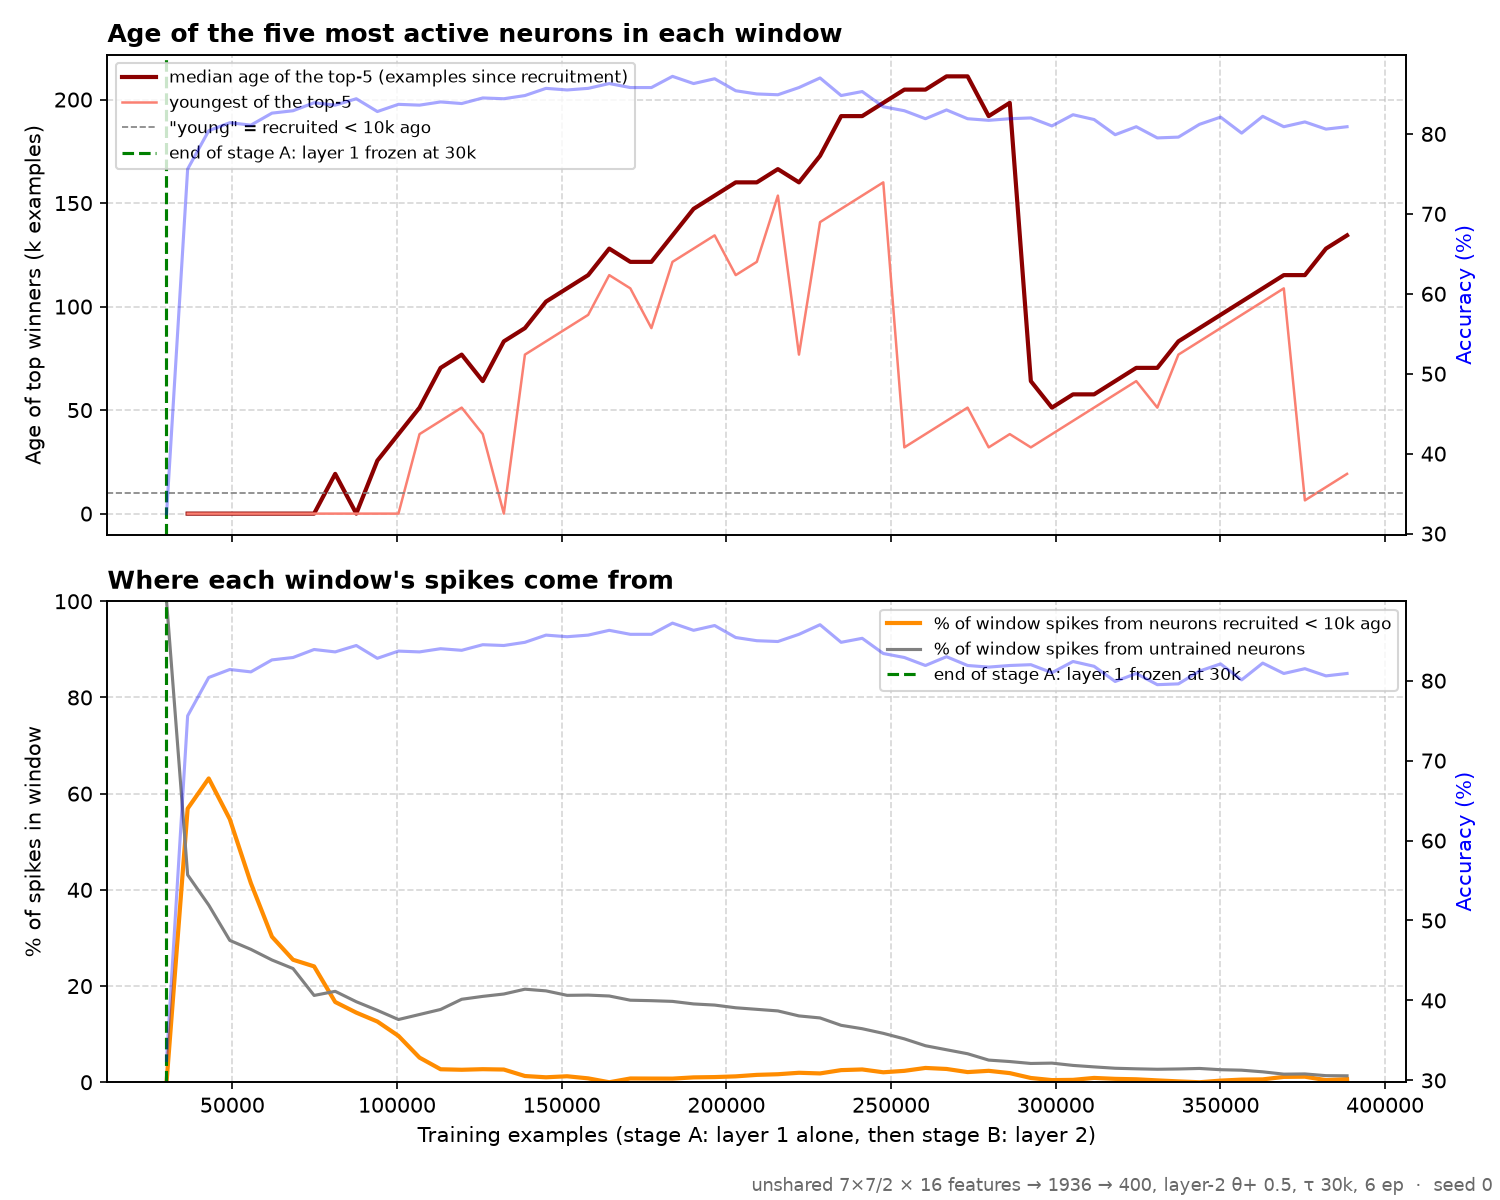 Age of the five most active neurons in each window
median age of the top-5 (examples since recruitment)
youngest of the top-5
"young" = recruited < 10k ago
end of stage A: layer 1 frozen at 30k
Age of top winners (k examples)
200
150
100
50
0
80
70
60
50
40
30
Accuracy (%)
Where each window's spikes come from
% of window spikes from neurons recruited < 10k ago
% of window spikes from untrained neurons
end of stage A: layer 1 frozen at 30k
% of spikes in window
100
80
60
40
20
0
80
70
60
50
40
30
Accuracy (%)
50000 100000 150000 200000 250000 300000 350000 400000
Training examples (stage A: layer 1 alone, then stage B: layer 2)
unshared 7×7/2 × 16 features → 1936 → 400, layer-2 θ+ 0.5, τ 30k, 6 ep · seed 0